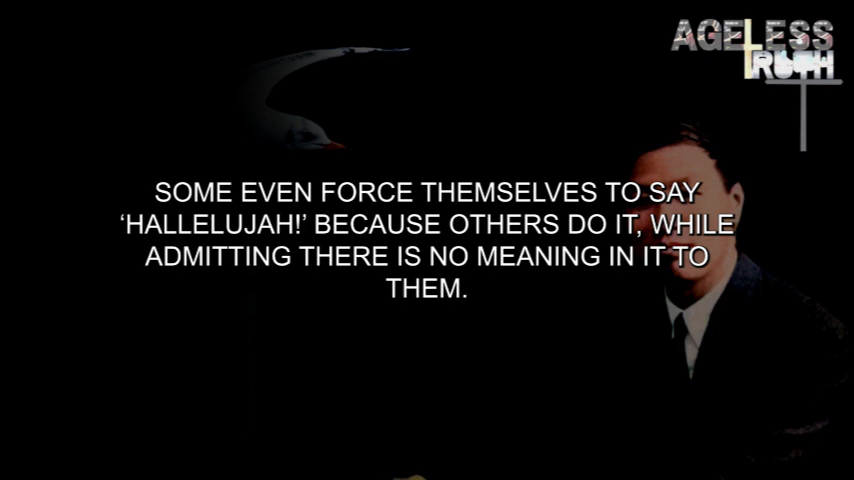 AGELESS
TRUTH
SOME EVEN FORCE THEMSELVES TO SAY
‘HALLELUJAH!’ BECAUSE OTHERS DO IT, WHILE
ADMITTING THERE IS NO MEANING IN IT TO
THEM.